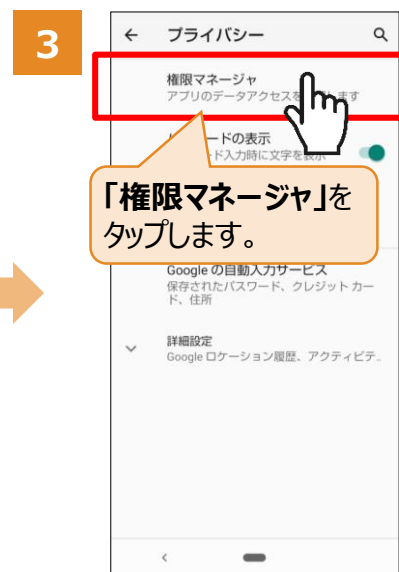 3
プライバシー
権限マネージャ
アプリのデータアクセスを
ます
ードの表示
ド入力時に文字を表示
「権限マネージャ」を
タップします。
Google の自動入力サービス
保存されたパスワード、クレジット カー
ド、住所
詳細設定
Google ロケーション履歴、アクティビテ..